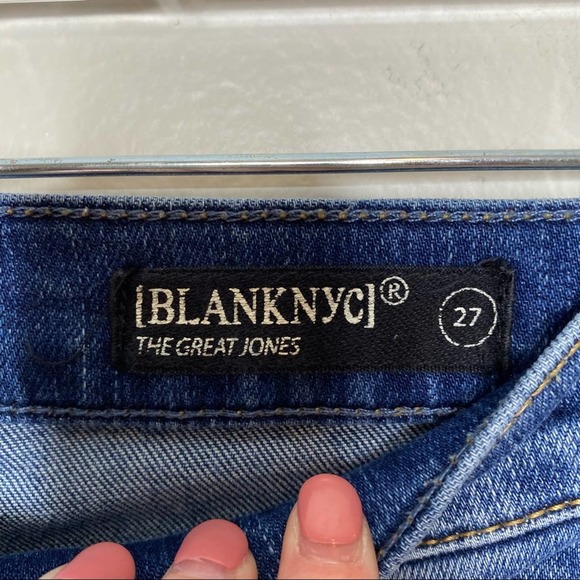 [BLANKNYC]®
THE GREAT JONES
27